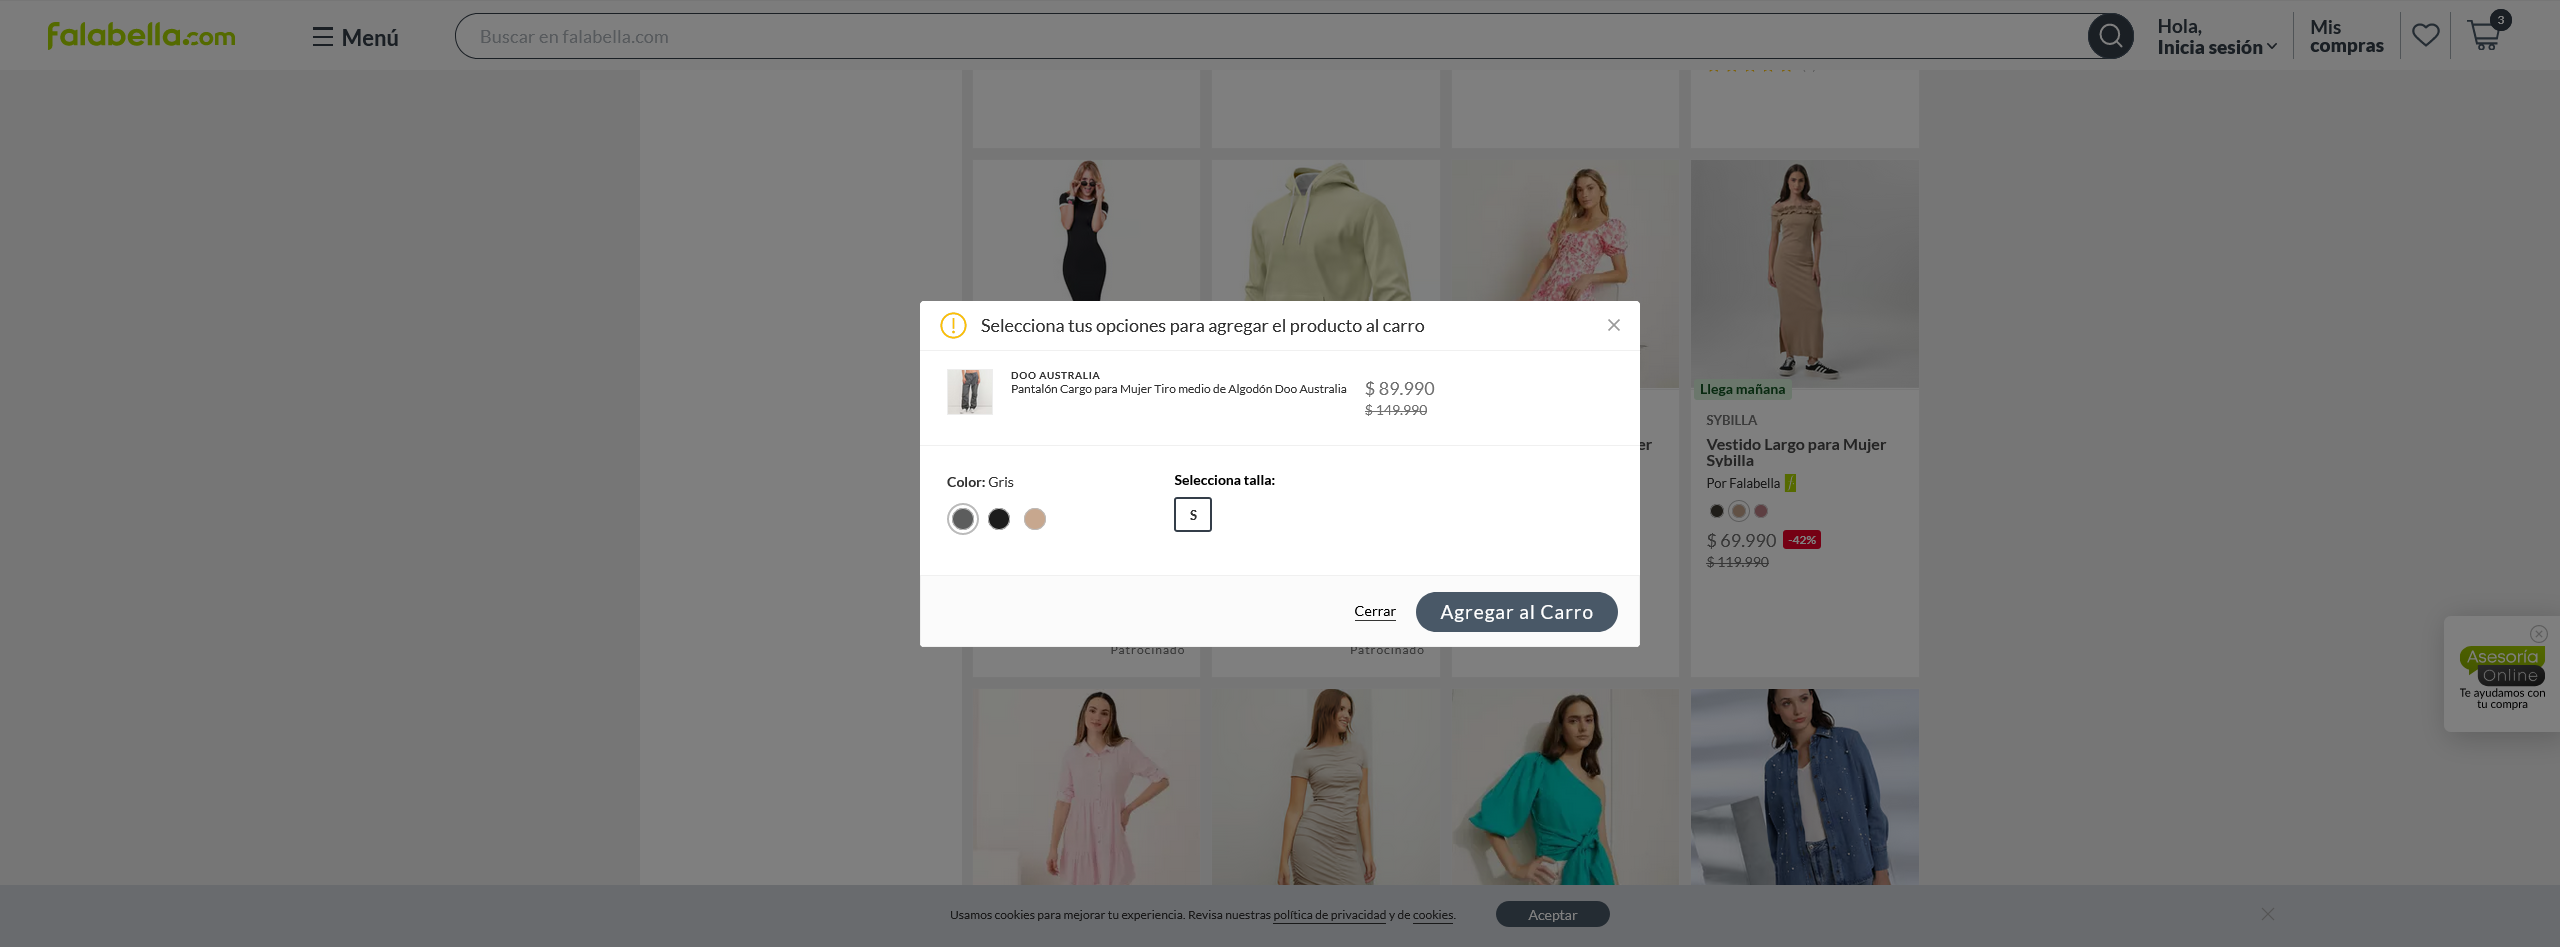 falabella.com
Menú
Buscar en falabella.com
Hola,
Inicia sesión
Mis
compras
3
Selecciona tus opciones para agregar el producto al carro
DOO AUSTRALIA
Pantalón Cargo para Mujer Tiro medio de Algodón Doo Australia
$ 89.990
$ 149.990
Color: Gris
Selecciona talla:
S
Cerrar
Agregar al Carro
er
Llega mañana
SYBILLA
Vestido Largo para Mujer
Sybilla
Por Falabella
$ 69.990 -42%
$ 119.990
Patrocinado
Patrocinado
Asesoría
Online
Te ayudamos con
tu compra
Usamos cookies para mejorar tu experiencia. Revisa nuestras política de privacidad y de cookies.
Aceptar